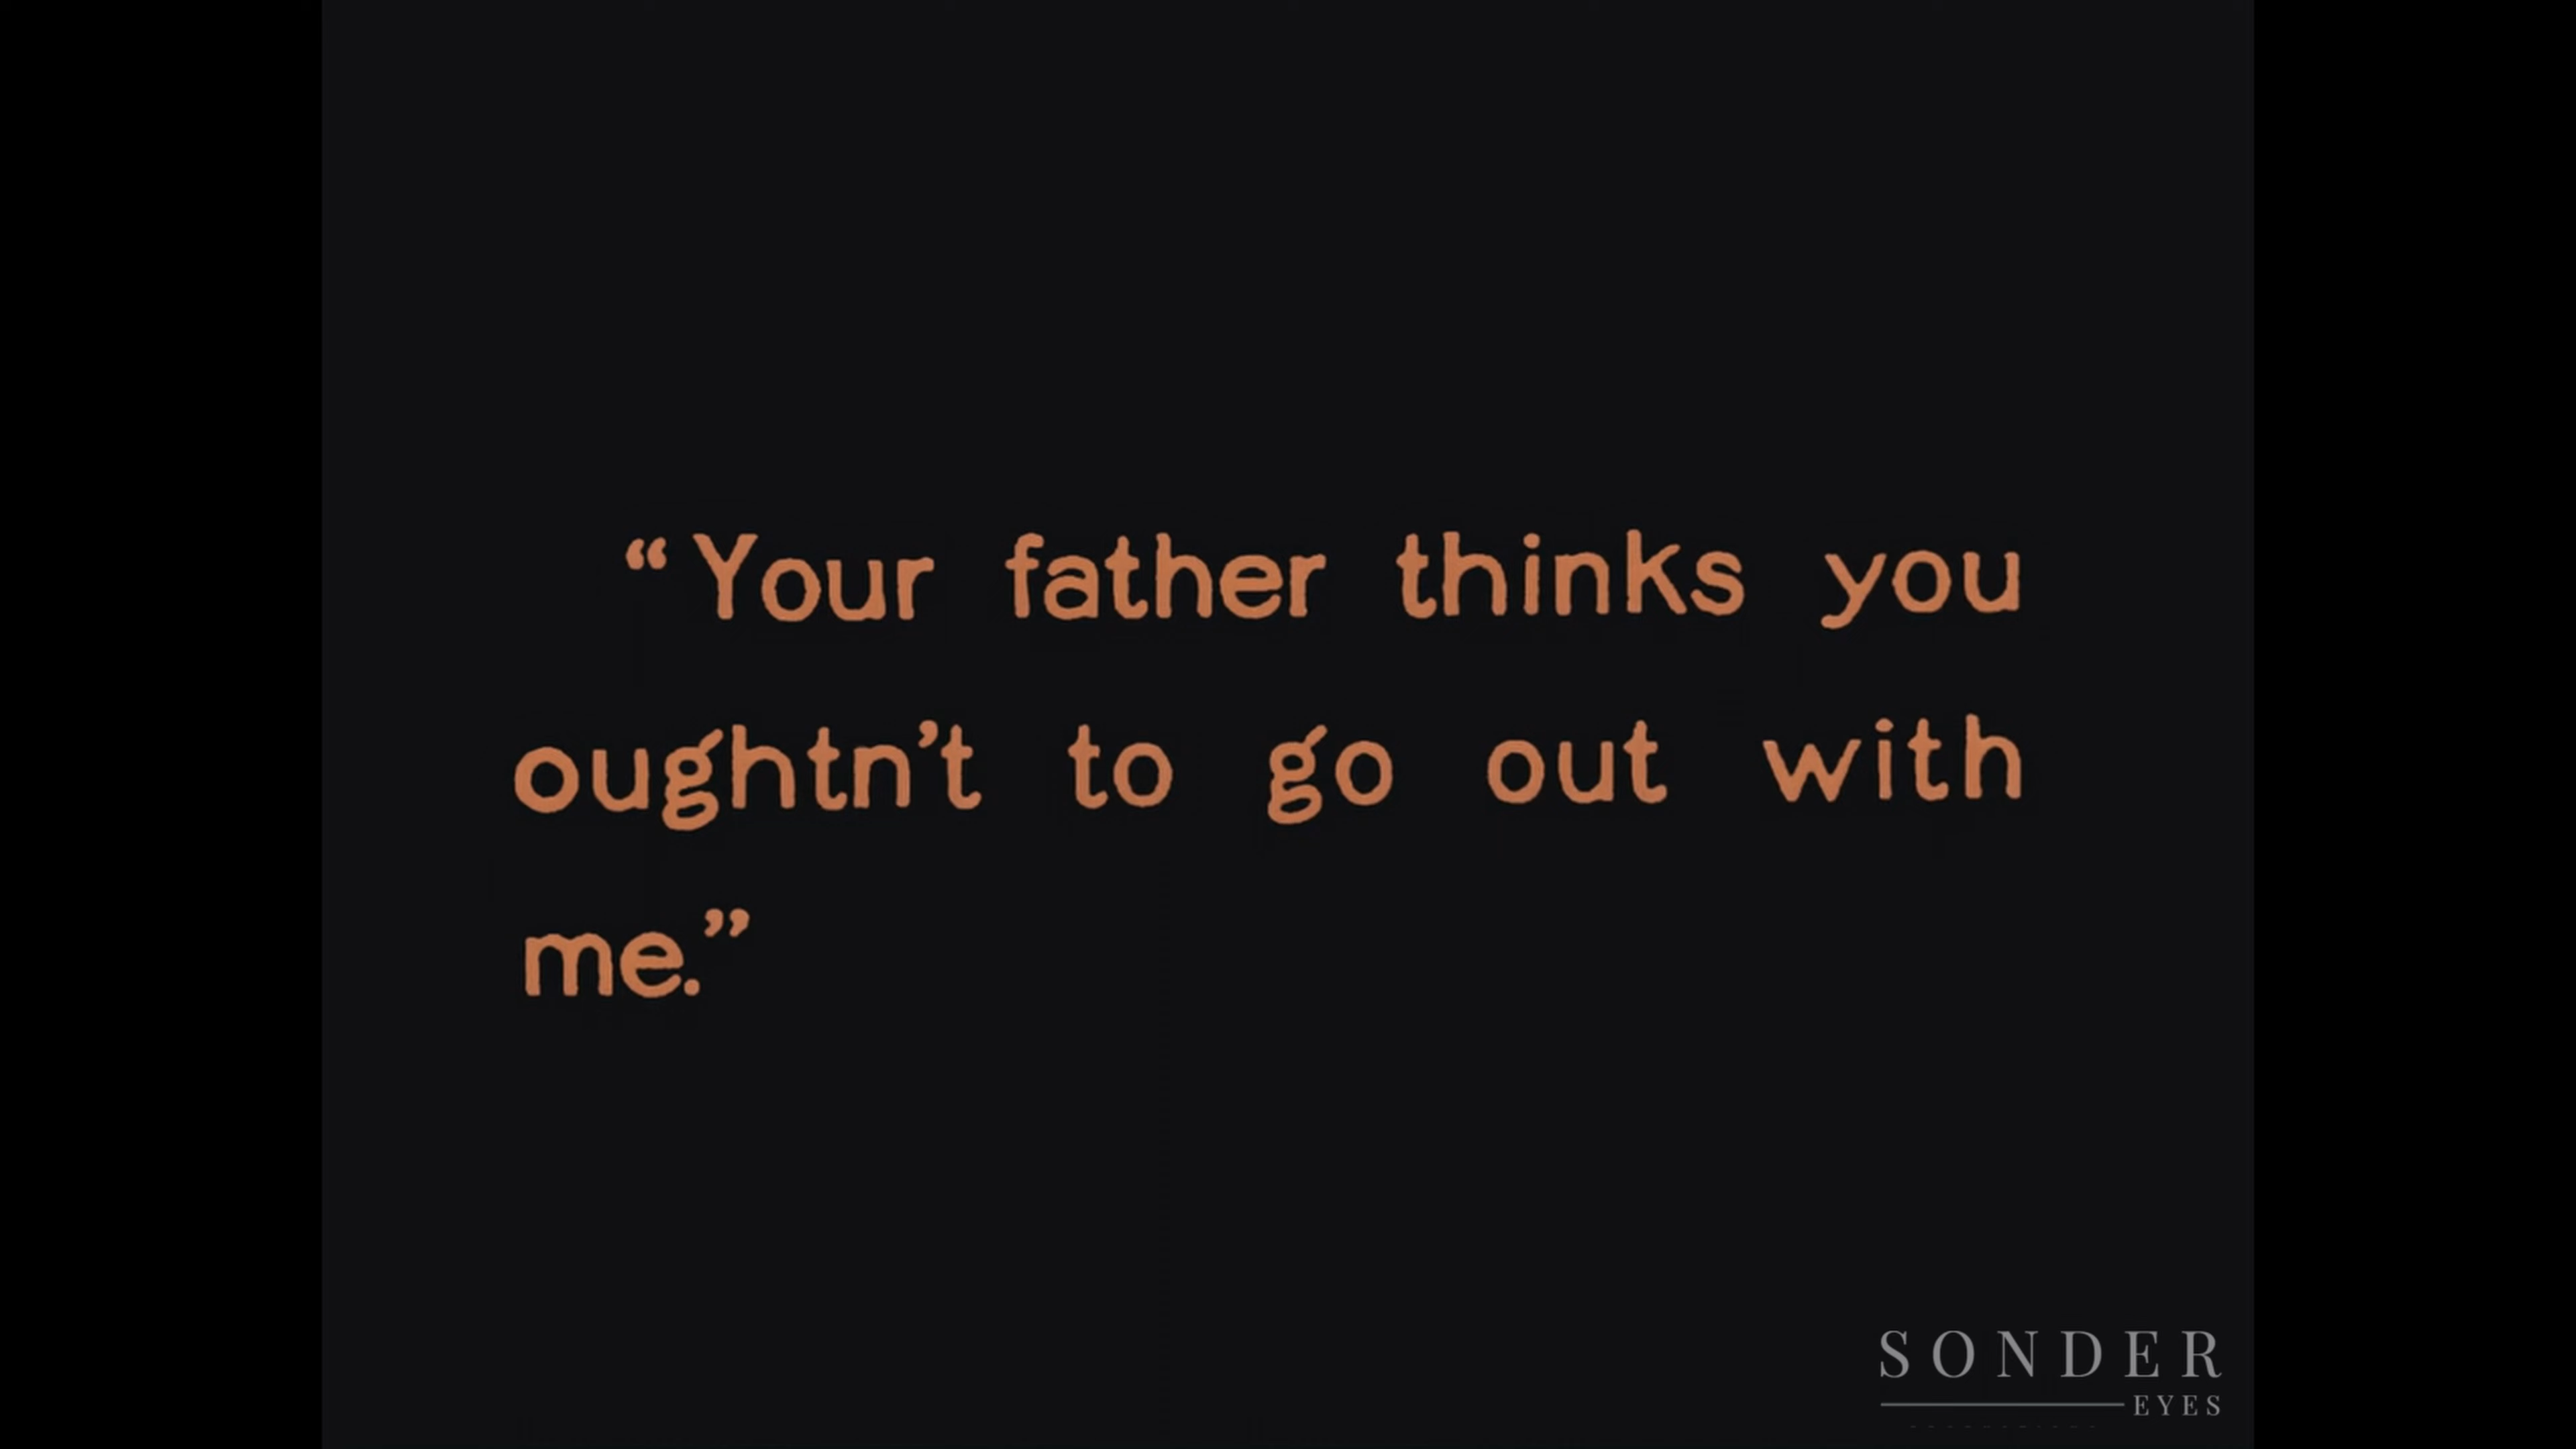 “Your father thinks you
oughtn’t to go out with
me.”
SONDER
EYES